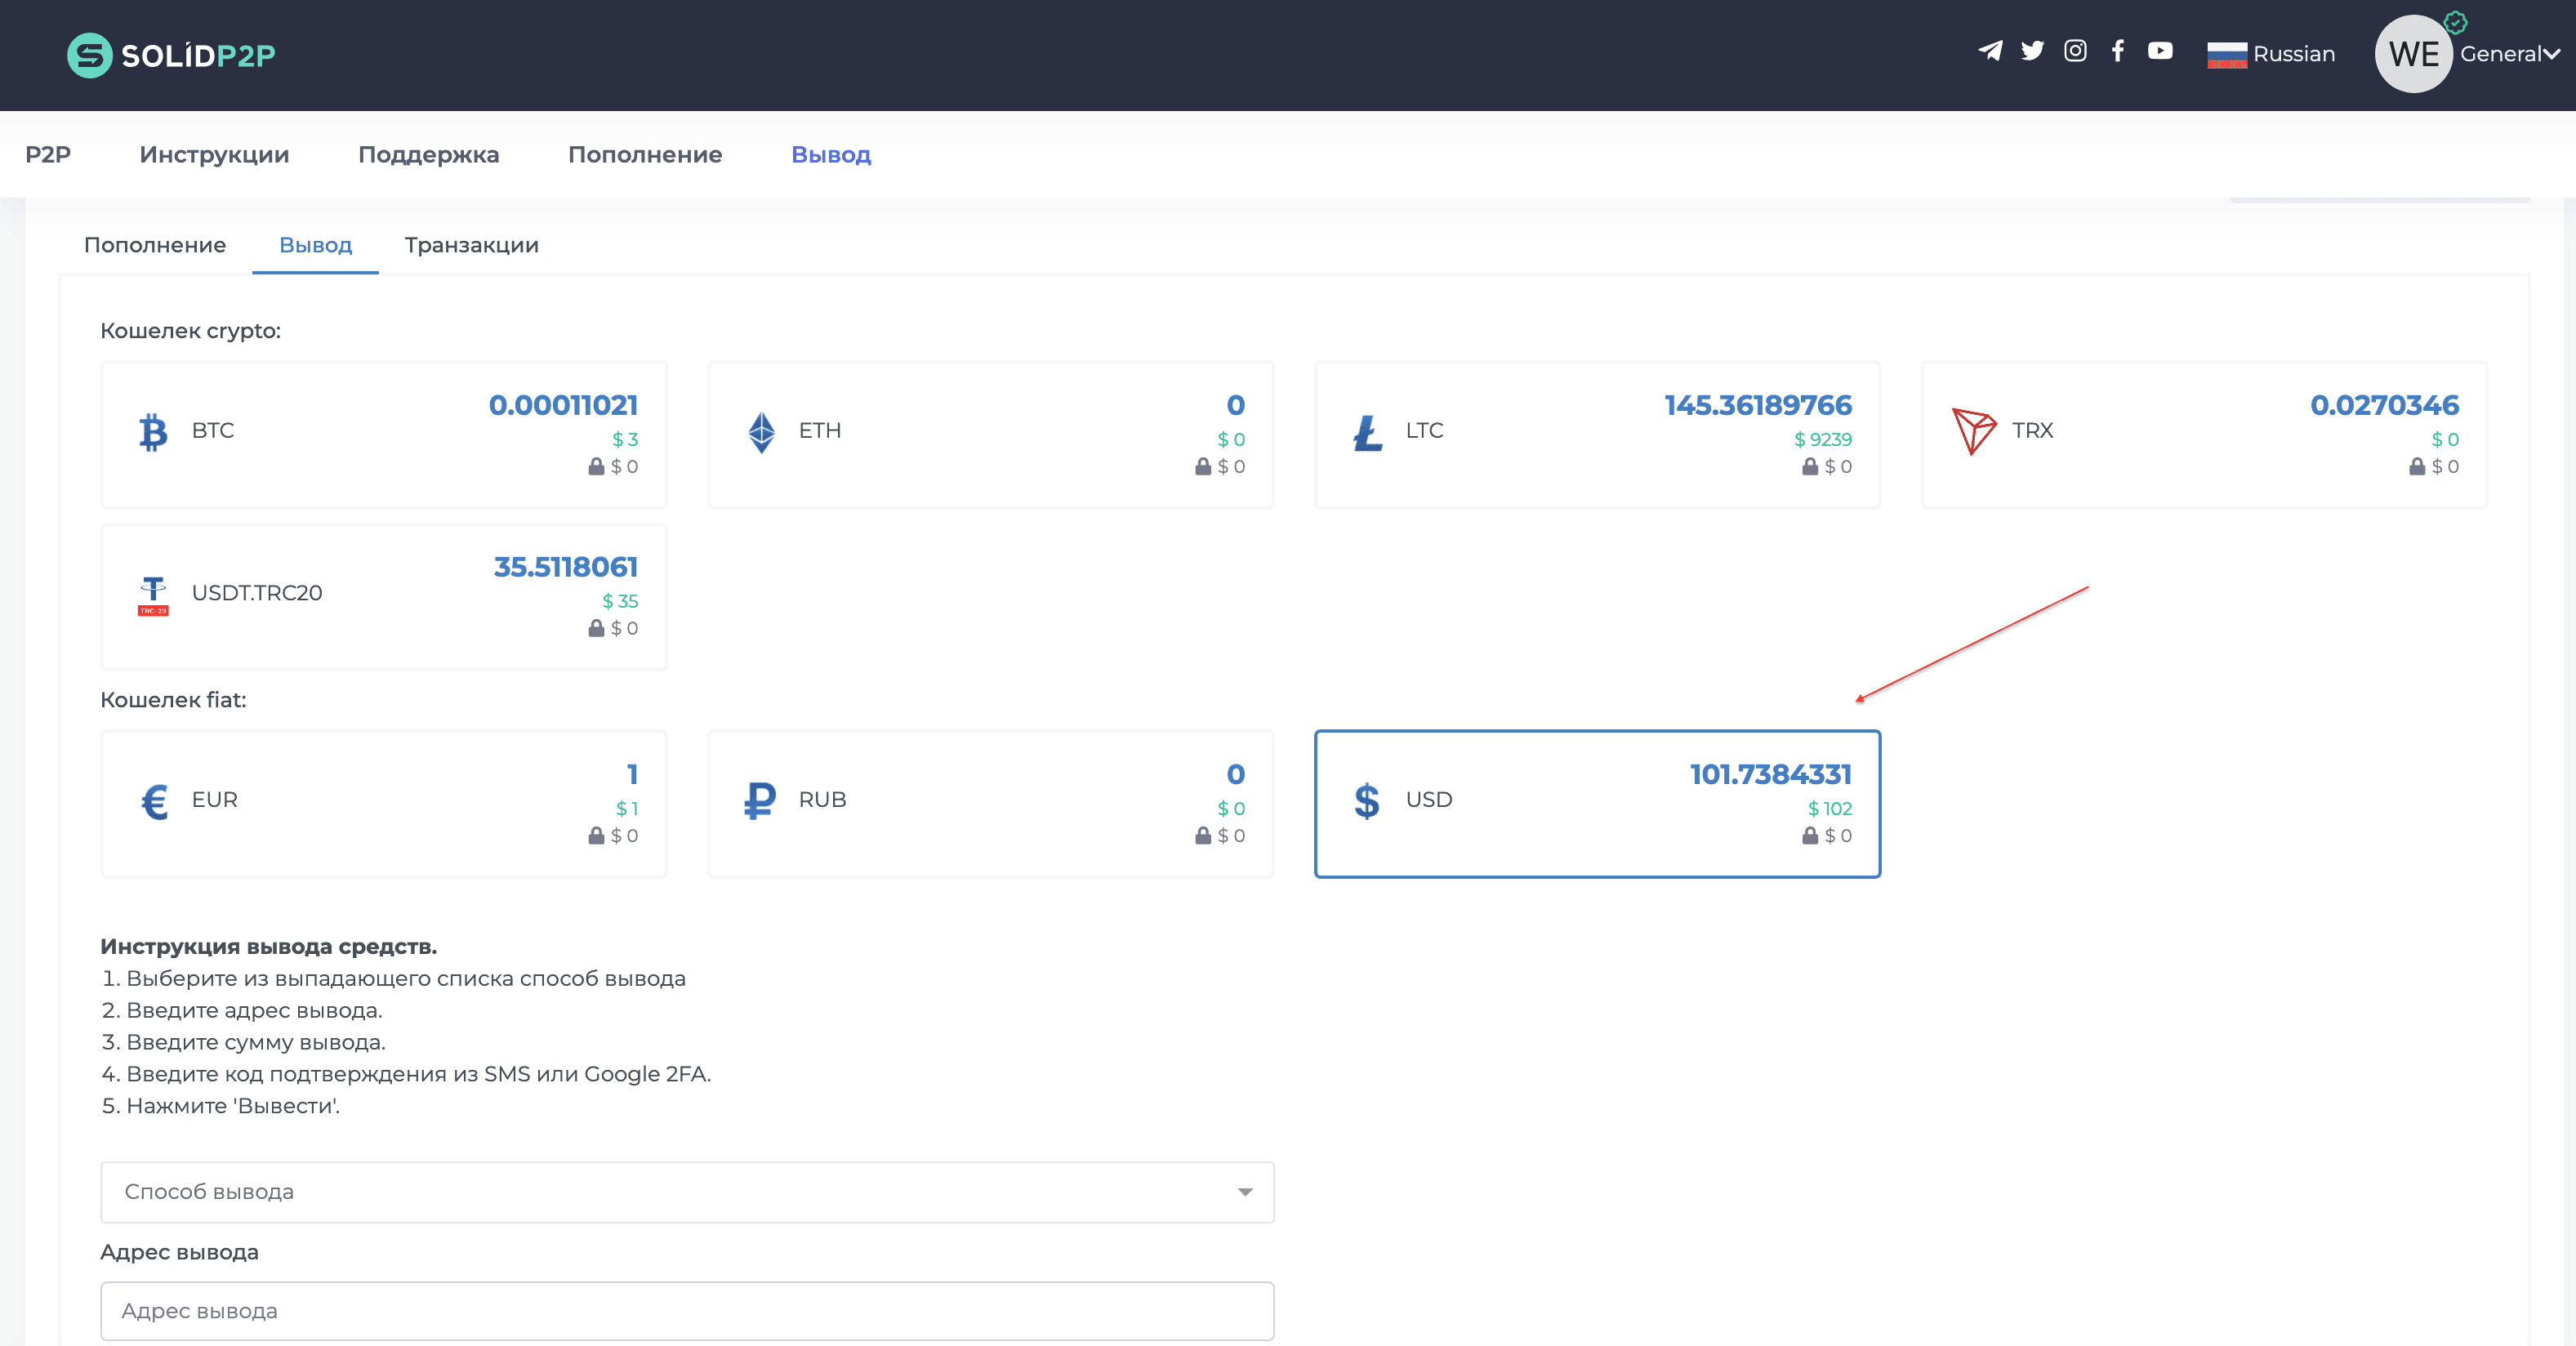 SOLIDP2P
Russian
WE
General
P2P
Инструкции
Поддержка
Пополнение
Вывод
Пополнение
Вывод
Транзакции
Кошелек crypto:
BTC
0.00011021
$ 3
$ 0
ETH
0
$ 0
$ 0
LTC
145.36189766
$ 9239
$ 0
TRX
0.0270346
$ 0
$ 0
TRC-20
USDT.TRC20
35.5118061
$ 35
$ 0
Кошелек fiat:
EUR
1
$ 1
$ 0
RUB
0
$ 0
$ 0
USD
101.7384331
$ 102
$ 0
Инструкция вывода средств.
1. Выберите из выпадающего списка способ вывода
2. Введите адрес вывода.
3. Введите сумму вывода.
4. Введите код подтверждения из SMS или Google 2FA.
5. Нажмите 'Вывести'.
Способ вывода
Адрес вывода
Адрес вывода